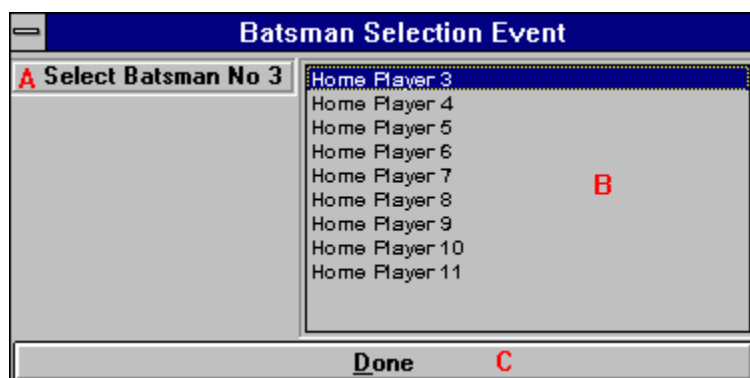 Batsman Selection Event
A Select Batsman No 3
Home Player 3
Home Player 4
Home Player 5
Home Player 6
Home Player 7
B
Home Player 8
Home Player 9
Home Player 10
Home Player 11
Done C